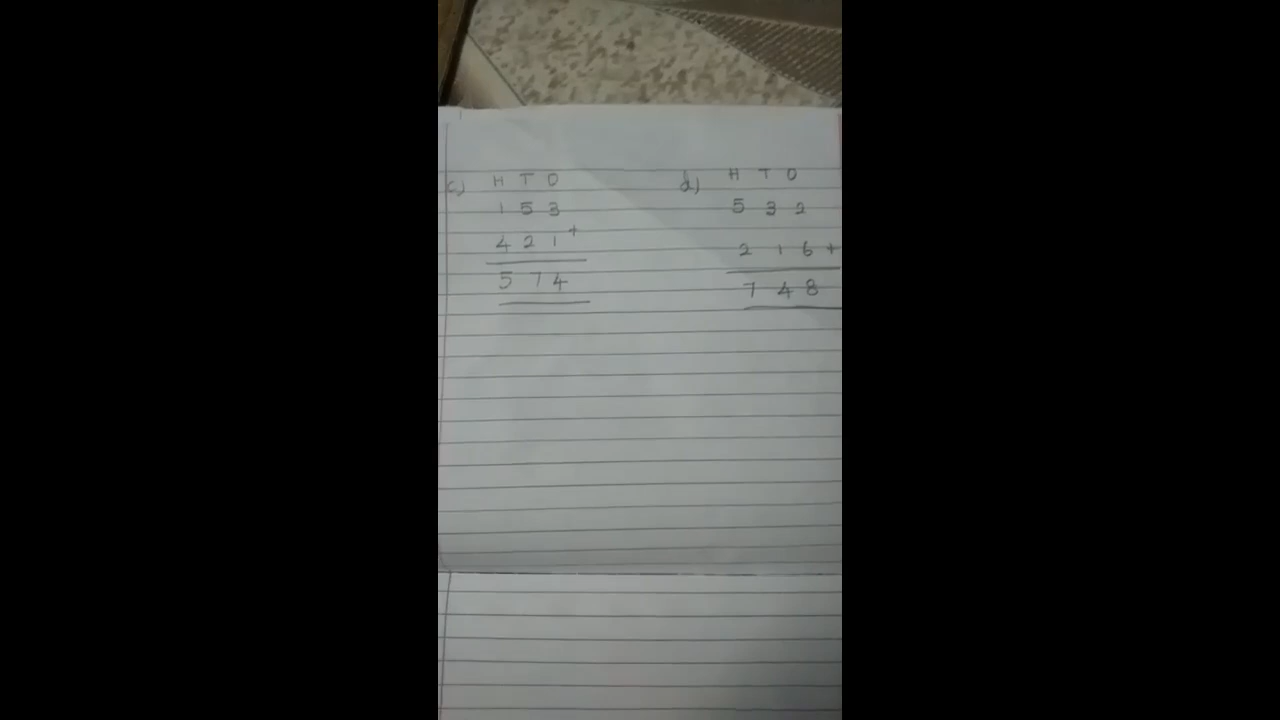 c) H T O
1 5 3
4 2 1 +
5 7 4
d) H T O
5 3 2
2 1 6 +
7 4 8